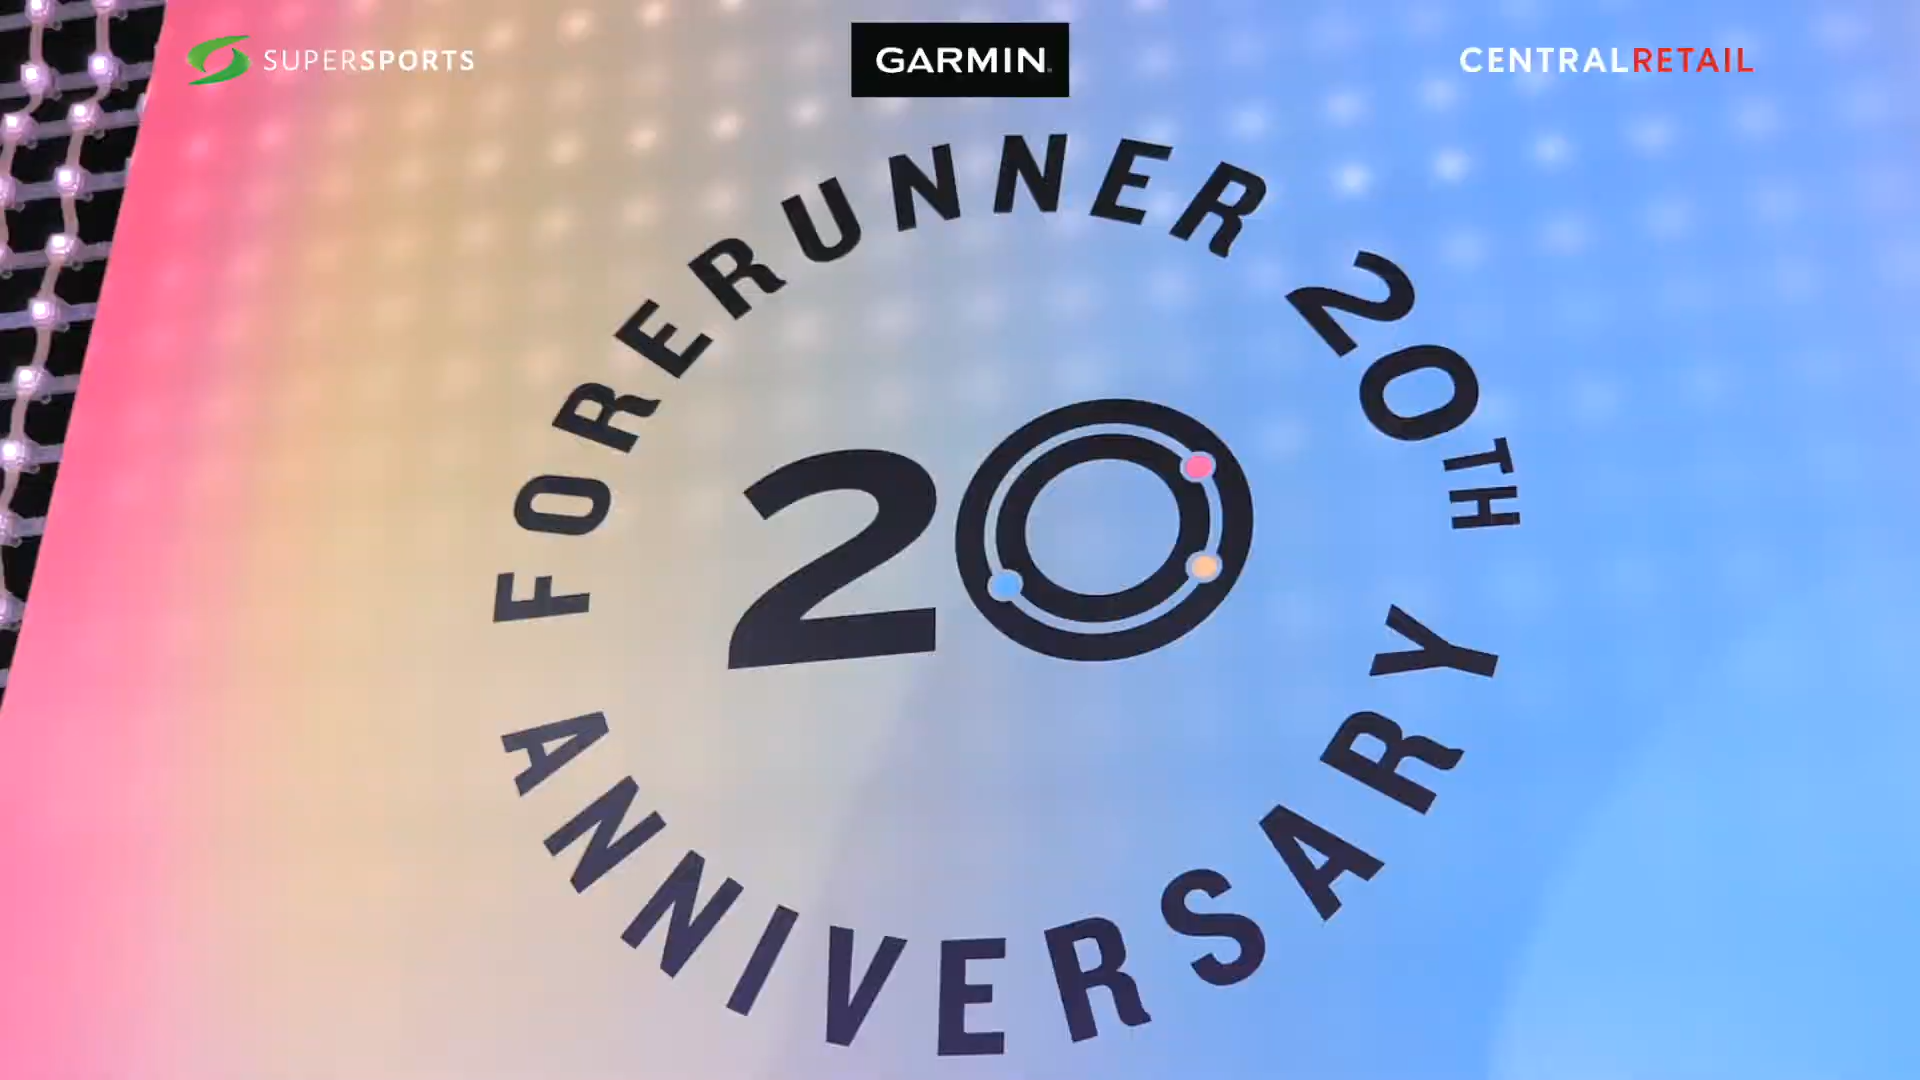 SUPERSPORTS
GARMIN
CENTRALRETAIL
FORERUNNER 20TH
20
ANNIVERSARY